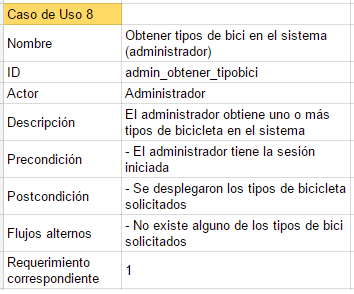 Caso de Uso 8
Nombre
Obtener tipos de bici en el sistema
(administrador)
ID
admin_obtener_tipobici
Actor
Administrador
Descripción
El administrador obtiene uno o más
tipos de bicicleta en el sistema
Precondición
- El administrador tiene la sesión
iniciada
Postcondición
- Se desplegaron los tipos de bicicleta
solicitados
Flujos alternos
- No existe alguno de los tipos de bici
solicitados
Requerimiento
correspondiente
1